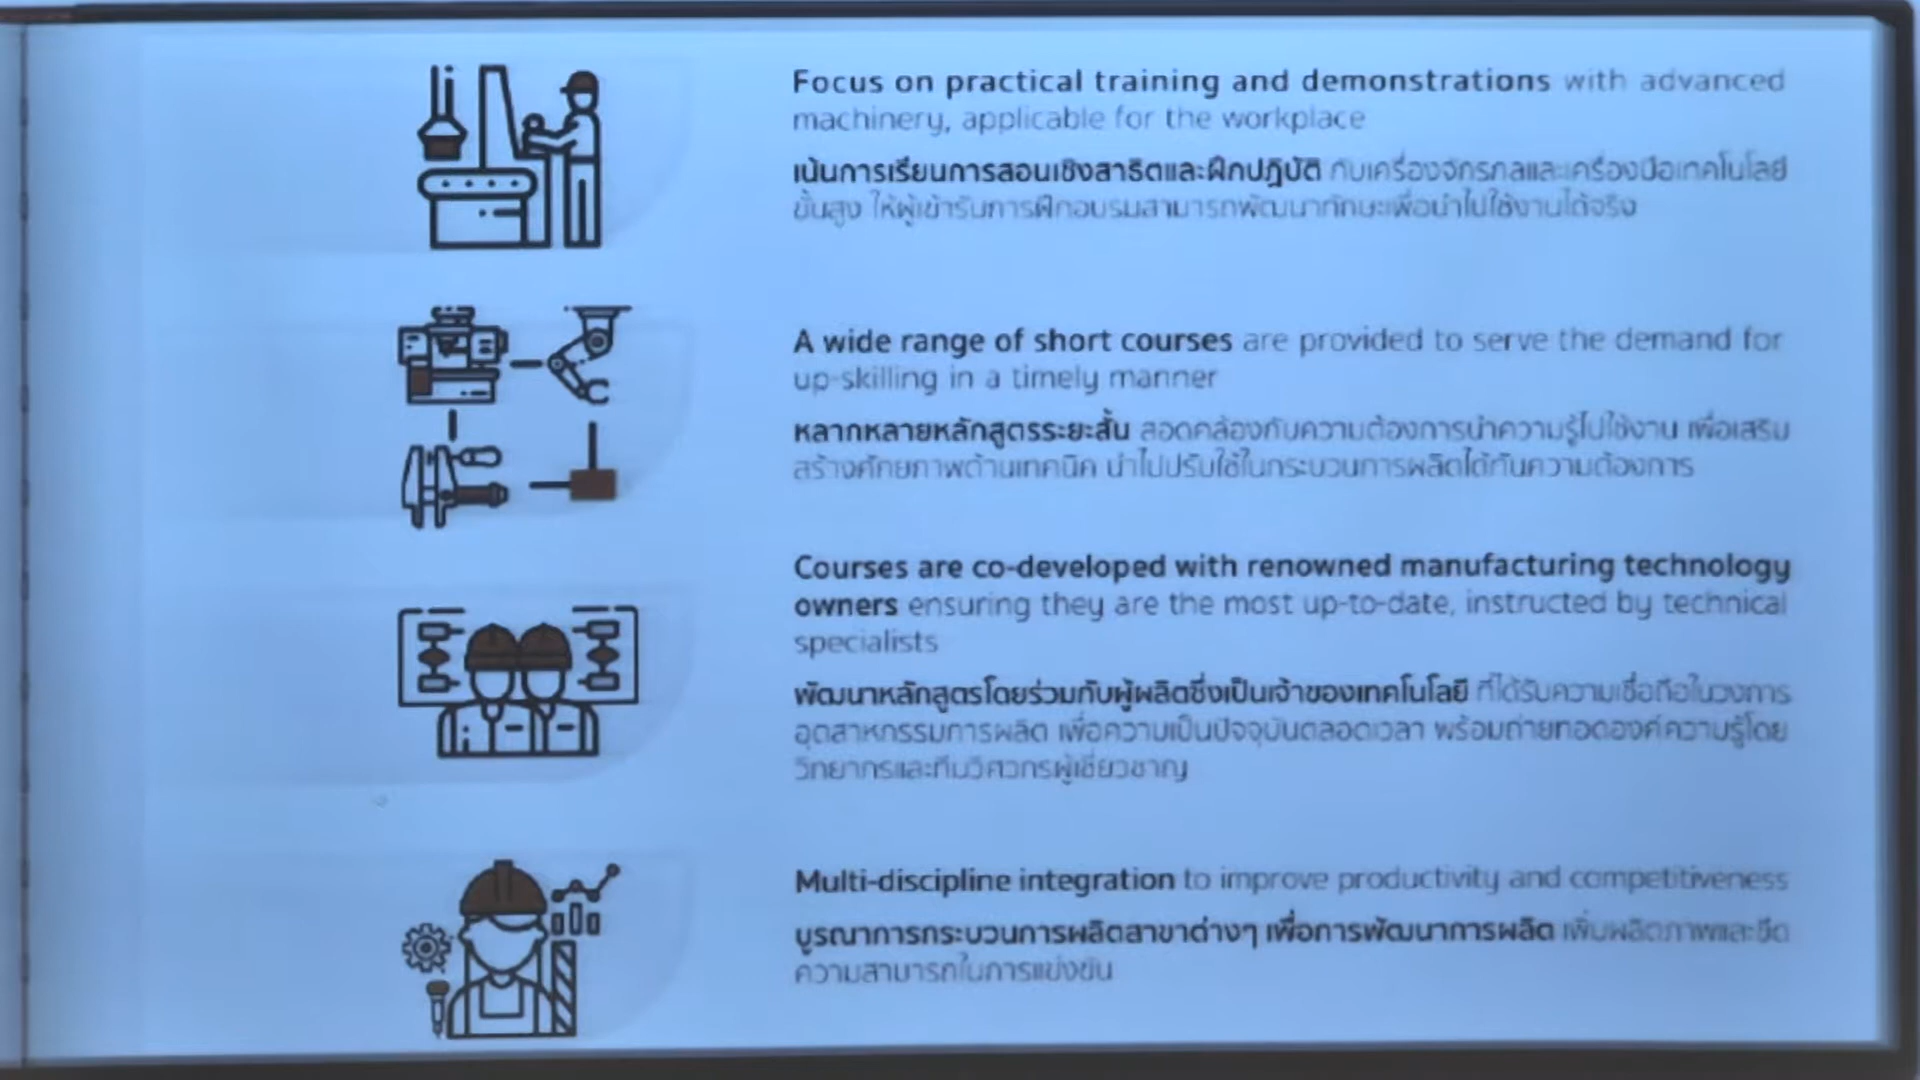 Focus on practical training and demonstrations with advanced
machinery, applicable for the workplace
เน้นการเรียนการสอนเชิงสาธิตและฝึกปฏิบัติ กับเครื่องจักรกลและเครื่องมือเทคโนโลยี
ขั้นสูง ให้ผู้เข้ารับการฝึกอบรมสามารถพัฒนาทักษะเพื่อนำไปใช้งานได้จริง
A wide range of short courses are provided to serve the demand for
up-skilling in a timely manner
หลากหลายหลักสูตรระยะสั้น สอดคล้องกับความต้องการนำความรู้ไปใช้งาน เพื่อเสริม
สร้างศักยภาพด้านเทคนิค นำไปปรับใช้ในกระบวนการผลิตได้ทันความต้องการ
Courses are co-developed with renowned manufacturing technology
owners ensuring they are the most up-to-date, instructed by technical
specialists
พัฒนาหลักสูตรโดยร่วมกับผู้ผลิตซึ่งเป็นเจ้าของเทคโนโลยี ที่ได้รับความเชื่อถือในวงการ
อุตสาหกรรมการผลิต เพื่อความเป็นปัจจุบันตลอดเวลา พร้อมถ่ายทอดองค์ความรู้โดย
วิทยากรและทีมวิศวกรผู้เชี่ยวชาญ
Multi-discipline integration to improve productivity and competitiveness
บูรณาการกระบวนการผลิตสาขาต่างๆ เพื่อการพัฒนาการผลิต เพิ่มผลิตภาพและขีด
ความสามารถในการแข่งขัน